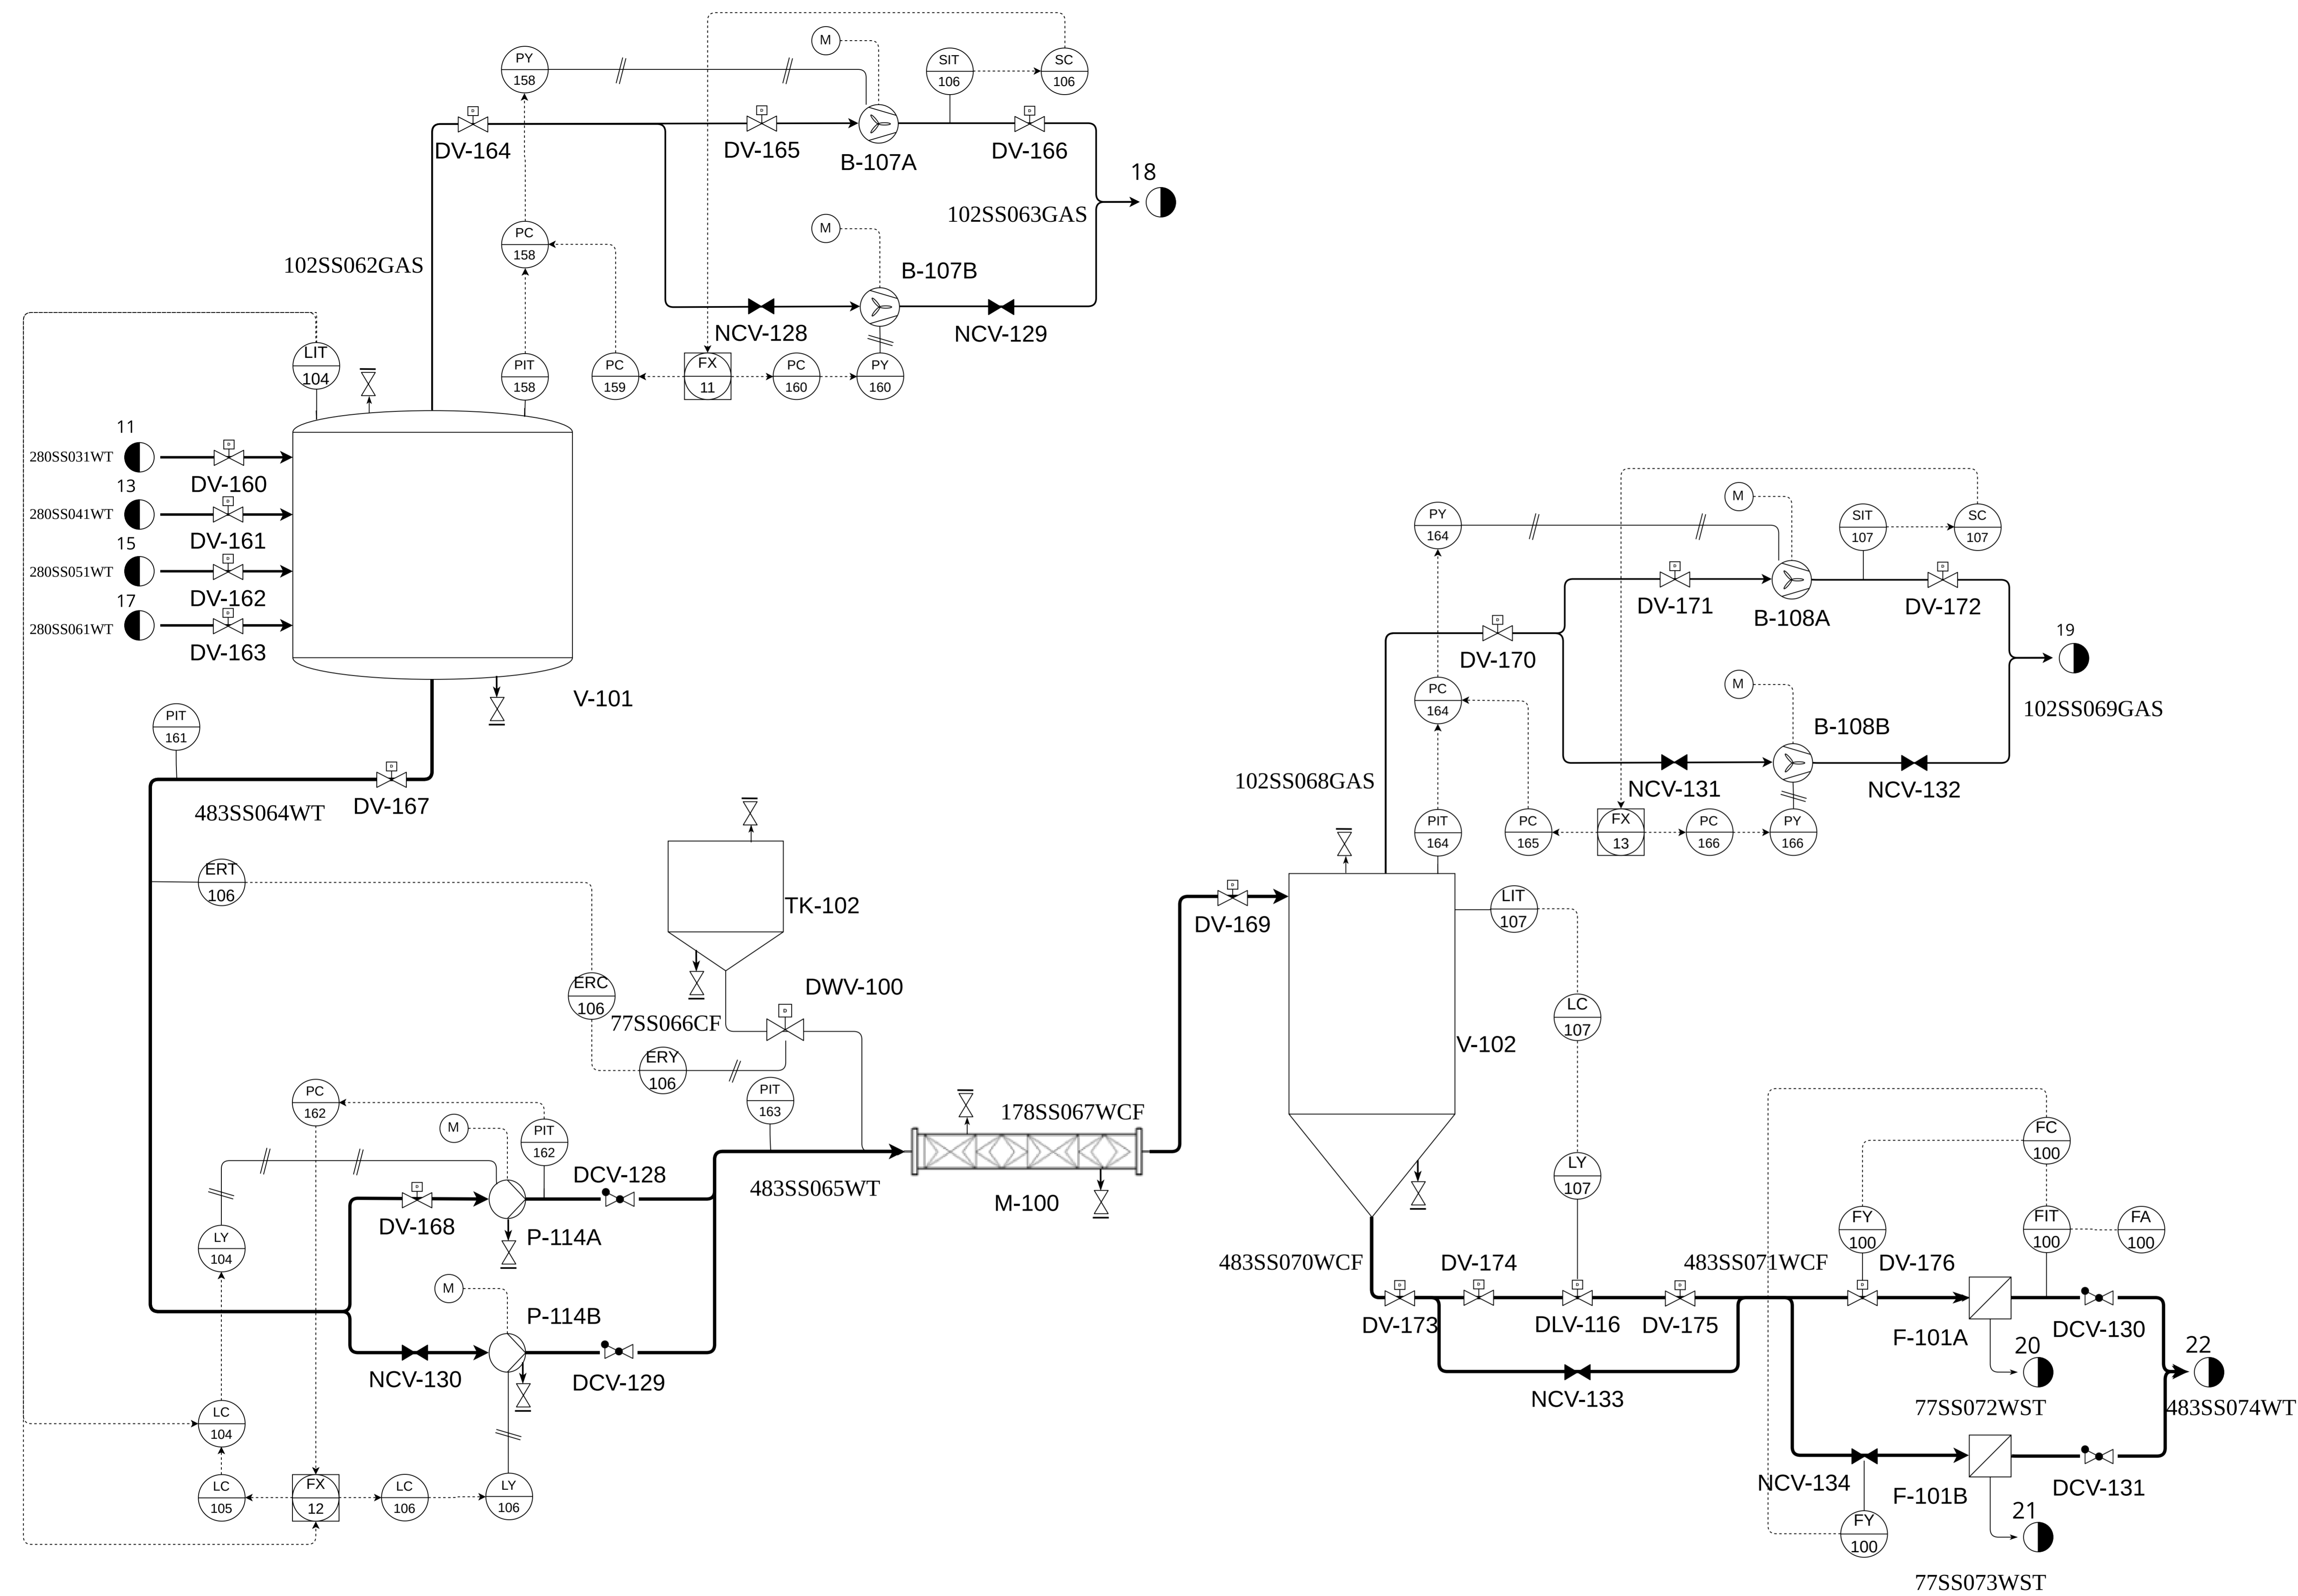 M
PY
158
SIT
106
SC
106
DV-164
DV-165
B-107A
DV-166
18
102SS063GAS
M
PC
158
102SS062GAS
B-107B
NCV-128
NCV-129
LIT
104
PIT
158
PC
159
FX
11
PC
160
PY
160
11
280SS031WT
DV-160
13
280SS041WT
DV-161
15
280SS051WT
DV-162
17
280SS061WT
DV-163
V-101
PIT
161
483SS064WT
DV-167
ERT
106
TK-102
ERC
106
DWV-100
77SS066CF
ERY
106
PC
162
M
PIT
162
PIT
163
DCV-128
178SS067WCF
483SS065WT
M-100
DV-168
P-114A
LY
104
M
P-114B
NCV-130
DCV-129
LC
104
LC
105
FX
12
LC
106
LY
106
M
PY
164
SIT
107
SC
107
DV-171
B-108A
DV-172
DV-170
19
M
PC
164
102SS069GAS
B-108B
102SS068GAS
NCV-131
NCV-132
PIT
164
PC
165
FX
13
PC
166
PY
166
DV-169
LIT
107
LC
107
V-102
LY
107
FC
100
FY
100
FIT
100
FA
100
483SS070WCF
DV-174
483SS071WCF
DV-176
DV-173
DLV-116
DV-175
F-101A
DCV-130
20
22
NCV-133
77SS072WST
483SS074WT
NCV-134
F-101B
DCV-131
21
FY
100
77SS073WST